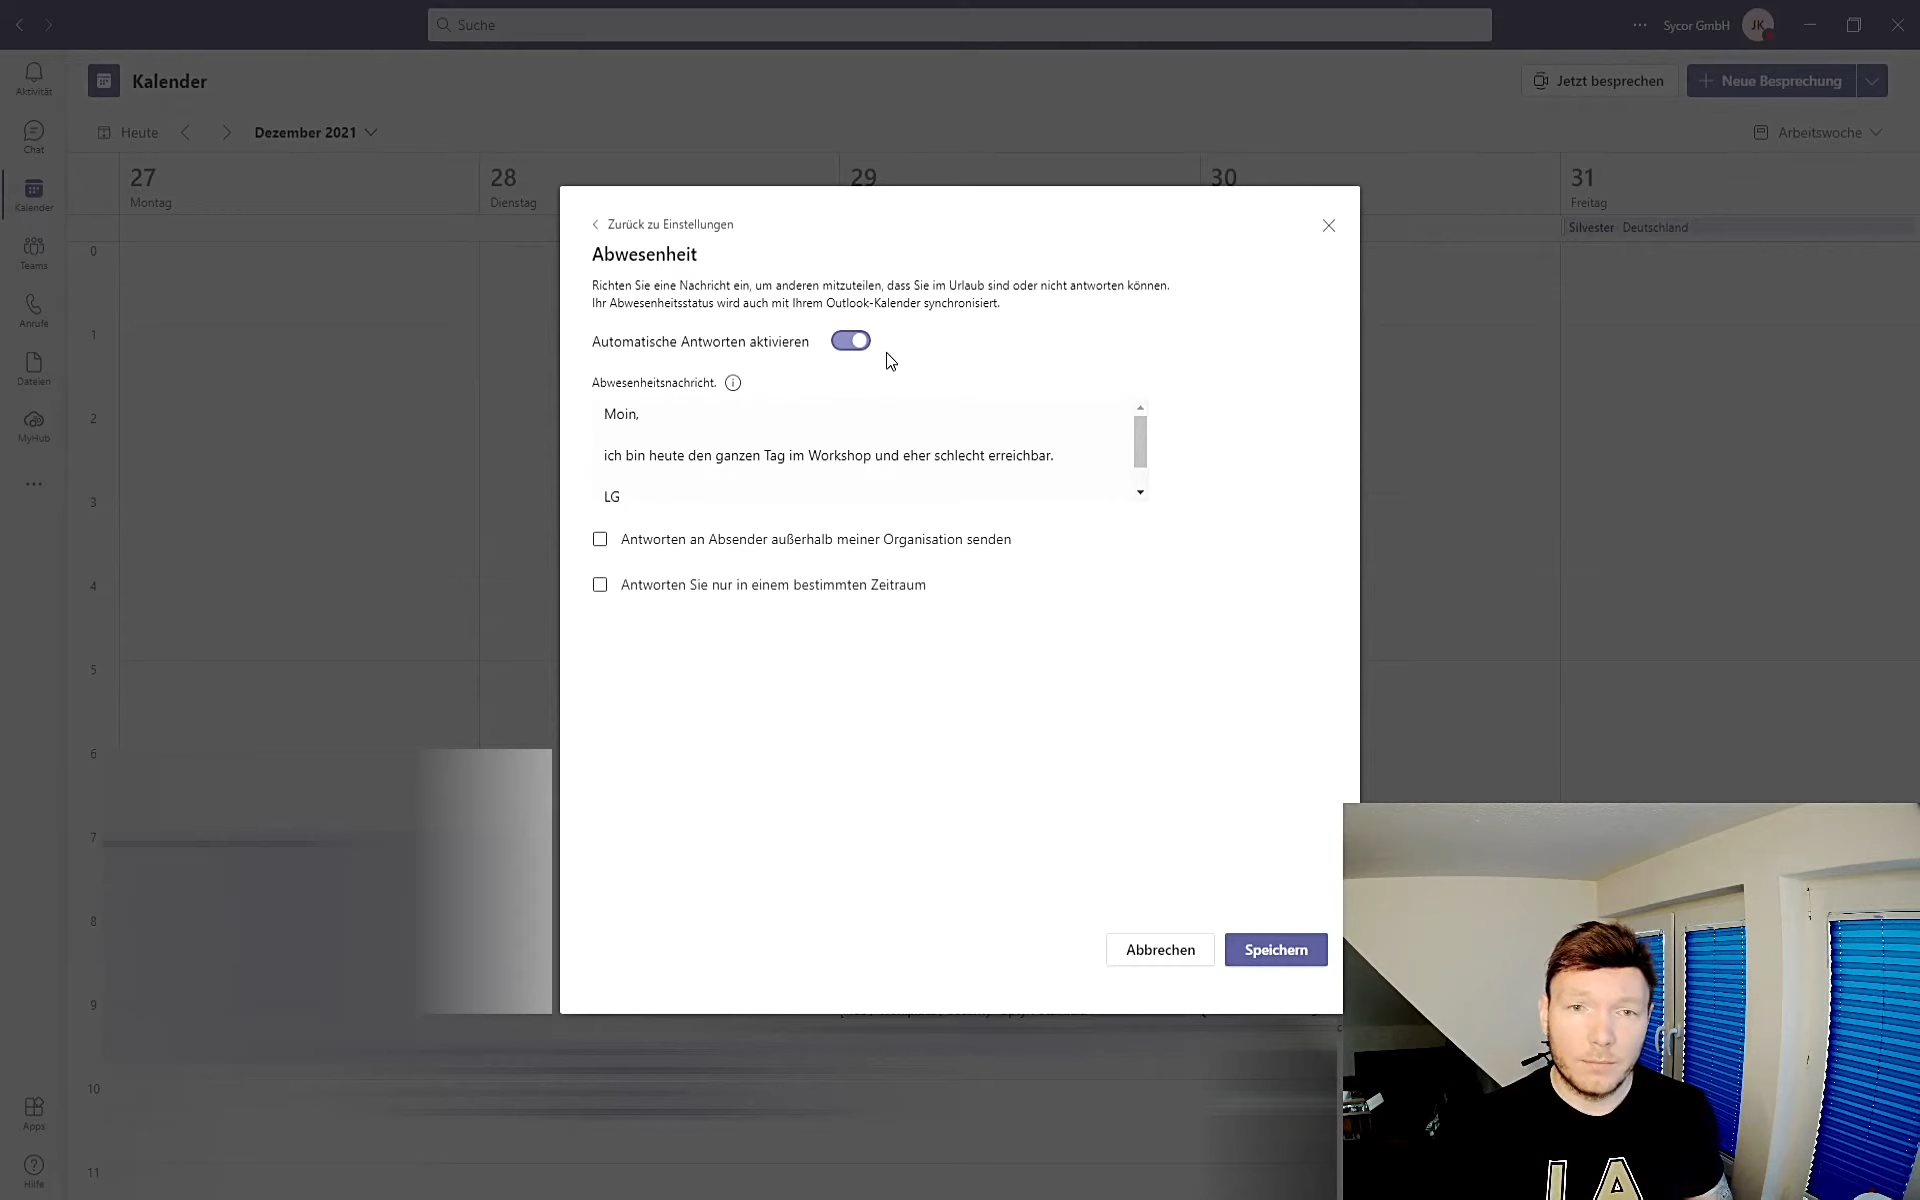 Suche
Sycor GmbH
JK
Aktivität
Chat
Kalender
Teams
Anrufe
Dateien
MyHub
Apps
Hilfe
Kalender
Jetzt besprechen
Neue Besprechung
Heute
Dezember 2021
Arbeitswoche
27
Montag
28
Dienstag
29
30
31
Freitag
Silvester Deutschland
0
1
2
3
4
5
6
7
8
9
10
11
Zurück zu Einstellungen
Abwesenheit
Richten Sie eine Nachricht ein, um anderen mitzuteilen, dass Sie im Urlaub sind oder nicht antworten können.
Ihr Abwesenheitsstatus wird auch mit Ihrem Outlook-Kalender synchronisiert.
Automatische Antworten aktivieren
Abwesenheitsnachricht.
Moin,
ich bin heute den ganzen Tag im Workshop und eher schlecht erreichbar.
LG
Antworten an Absender außerhalb meiner Organisation senden
Antworten Sie nur in einem bestimmten Zeitraum
Abbrechen
Speichern